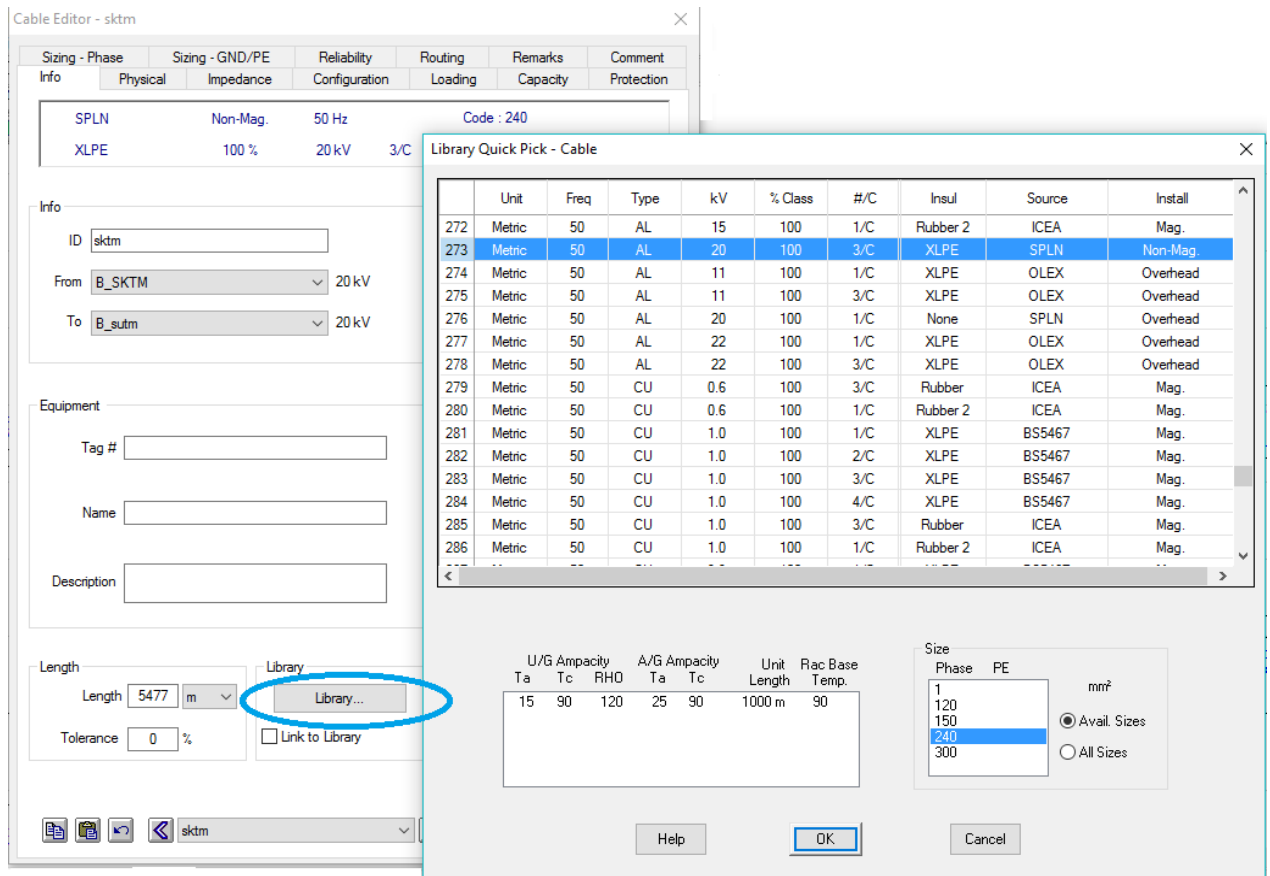 Cable Editor - sktm
Sizing - Phase Sizing - GND/PE Reliability Routing Remarks Comment
Info Physical Impedance Configuration Loading Capacity Protection
SPLN Non-Mag. 50 Hz Code : 240
XLPE 100 % 20 kV 3/C
Info
ID sktm
From B_SKTM 20 kV
To B_sutm 20 kV
Equipment
Tag #
Name
Description
Length
Length 5477 m
Tolerance 0 %
Library
Library...
Link to Library
sktm
Library Quick Pick - Cable
Unit Freq Type kV % Class #/C Insul Source Install
272 Metric 50 AL 15 100 1/C Rubber 2 ICEA Mag.
273 Metric 50 AL 20 100 3/C XLPE SPLN Non-Mag.
274 Metric 50 AL 11 100 1/C XLPE OLEX Overhead
275 Metric 50 AL 11 100 3/C XLPE OLEX Overhead
276 Metric 50 AL 20 100 1/C None SPLN Overhead
277 Metric 50 AL 22 100 1/C XLPE OLEX Overhead
278 Metric 50 AL 22 100 3/C XLPE OLEX Overhead
279 Metric 50 CU 0.6 100 3/C Rubber ICEA Mag.
280 Metric 50 CU 0.6 100 1/C Rubber 2 ICEA Mag.
281 Metric 50 CU 1.0 100 1/C XLPE BS5467 Mag.
282 Metric 50 CU 1.0 100 2/C XLPE BS5467 Mag.
283 Metric 50 CU 1.0 100 3/C XLPE BS5467 Mag.
284 Metric 50 CU 1.0 100 4/C XLPE BS5467 Mag.
285 Metric 50 CU 1.0 100 3/C Rubber ICEA Mag.
286 Metric 50 CU 1.0 100 1/C Rubber 2 ICEA Mag.
U/G Ampacity A/G Ampacity Unit Rac Base
Ta Tc RHO Ta Tc Length Temp.
15 90 120 25 90 1000 m 90
Size
Phase PE
mm²
1
120
150
240
300
Avail. Sizes
All Sizes
Help OK Cancel